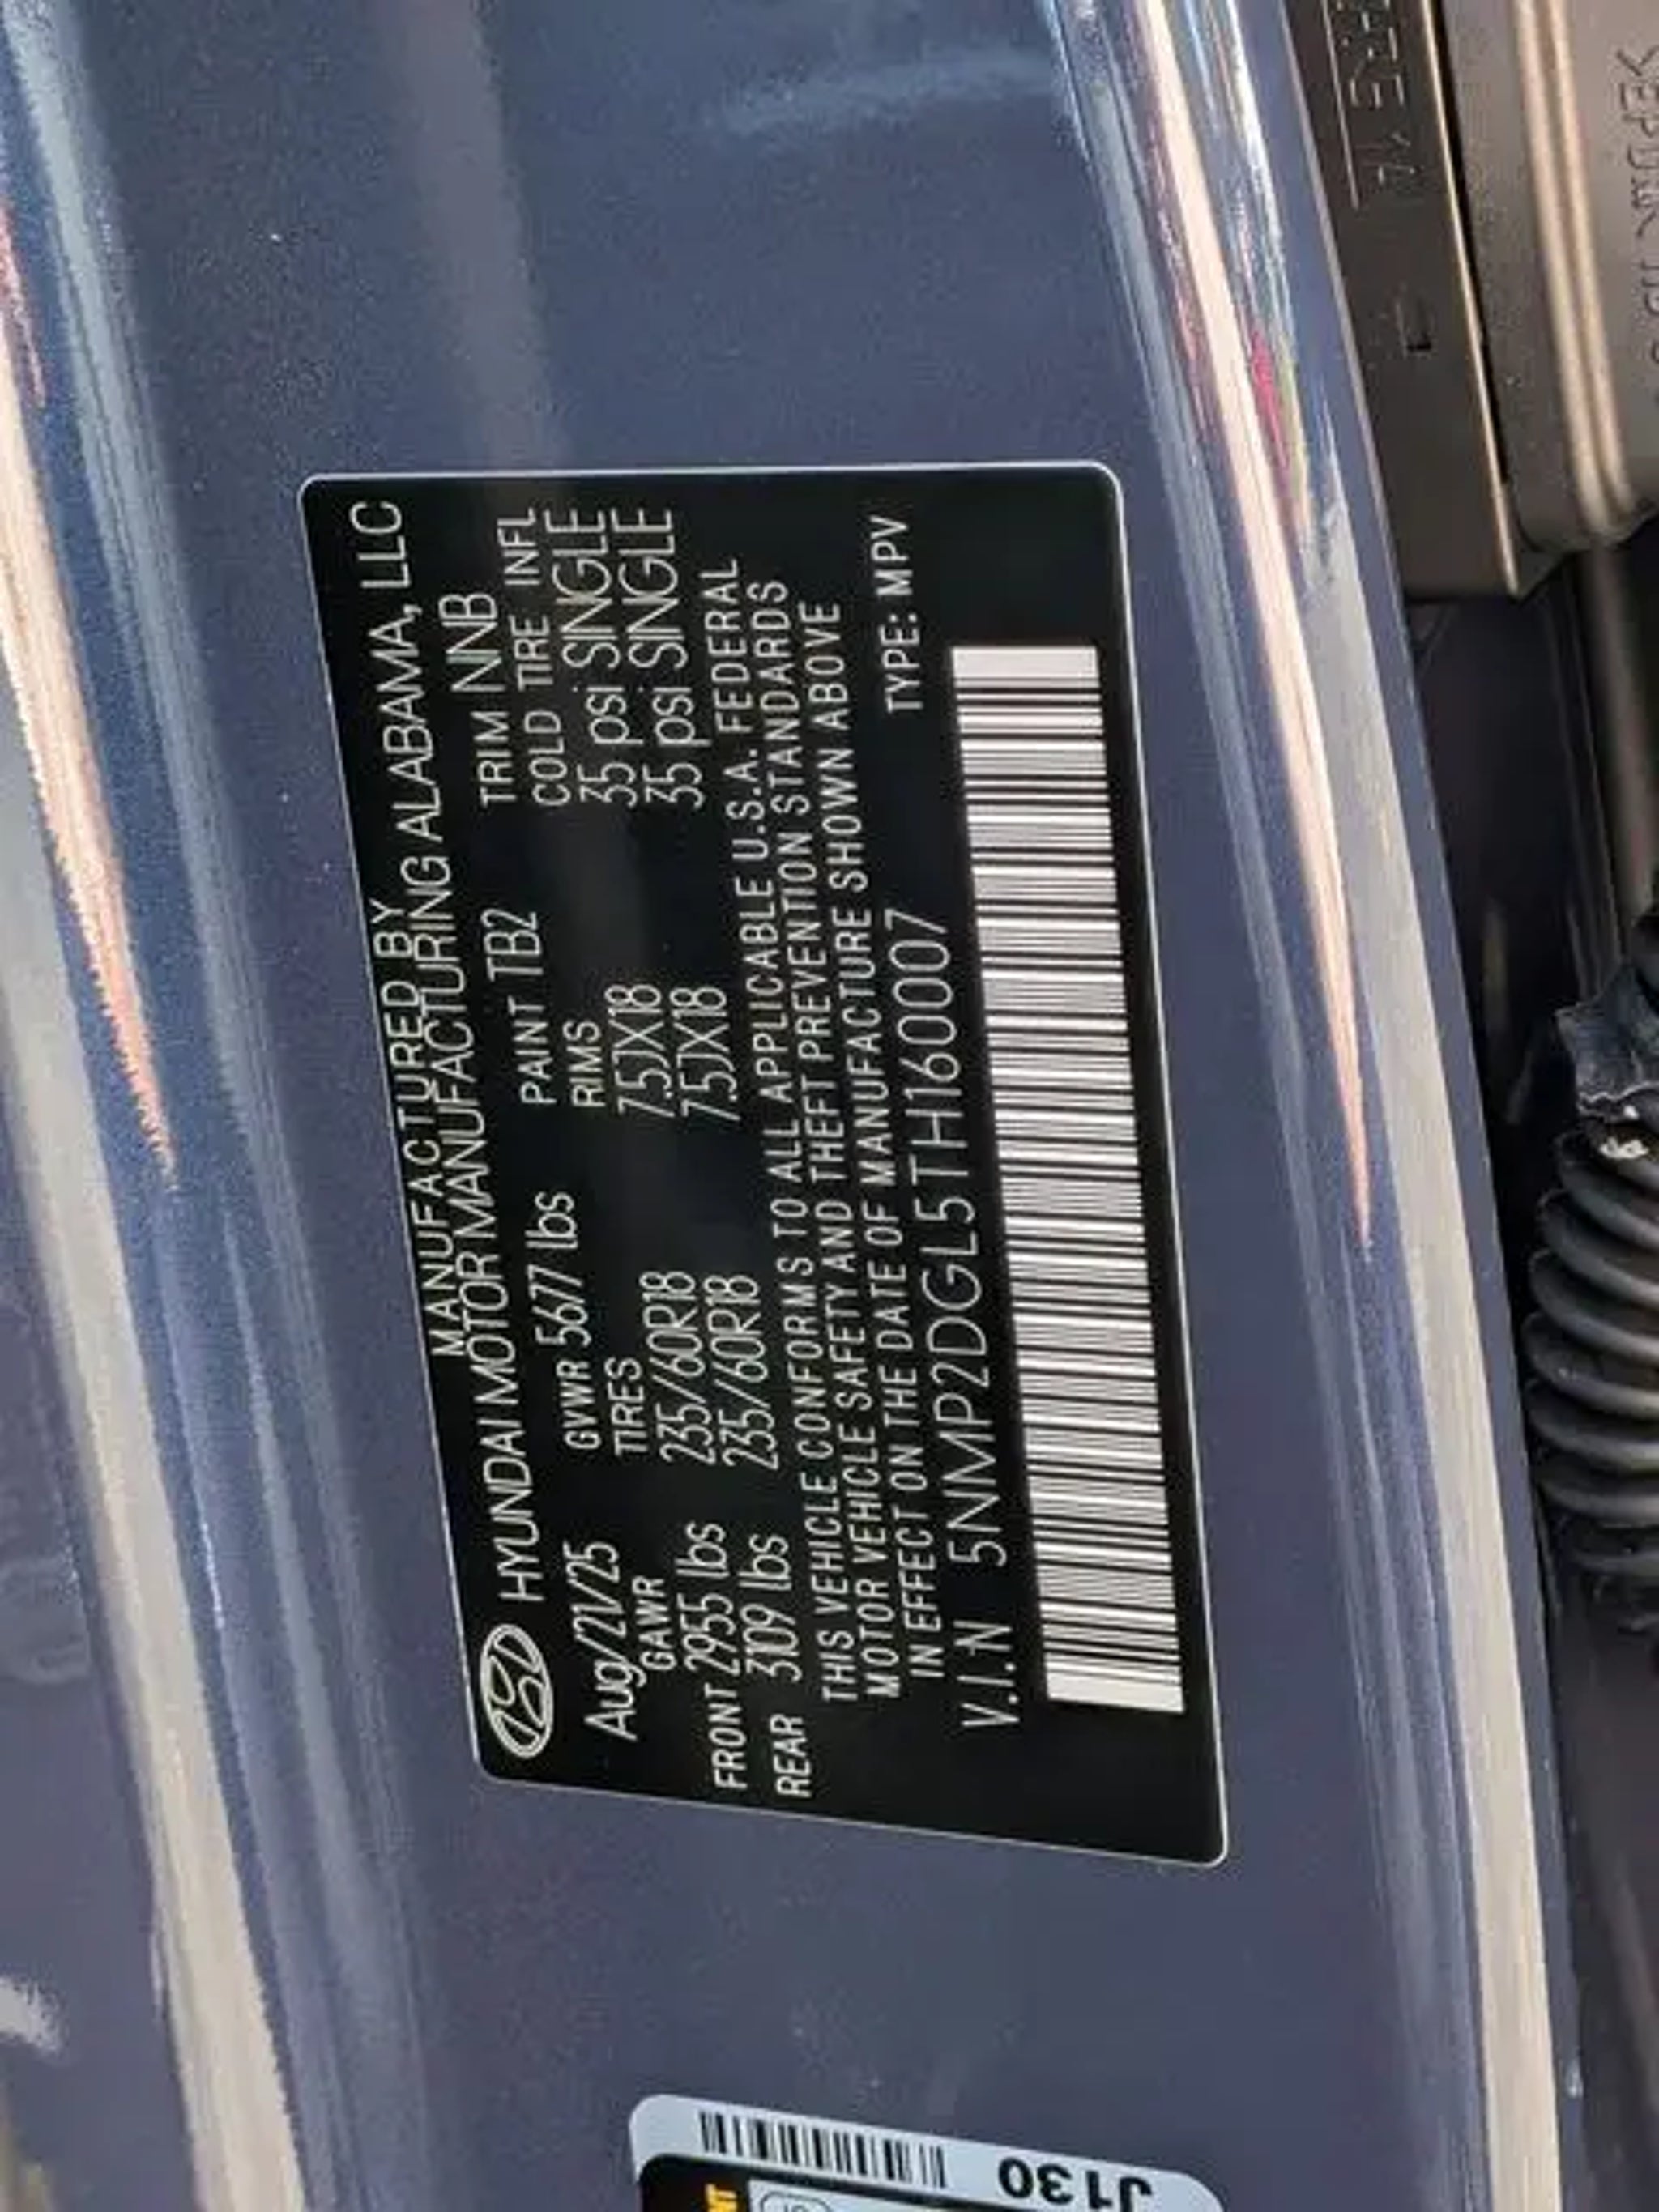 MANUFACTURED BY
HYUNDAI MOTOR MANUFACTURING ALABAMA, LLC
Aug/21/25 GVWR 5677 lbs PAINT TB2 TRIM NNB
GAWR TIRES RIMS COLD TIRE INFL
FRONT 2955 lbs 235/60R18 7.5JX18 35 psi SINGLE
REAR 3109 lbs 235/60R18 7.5JX18 35 psi SINGLE
THIS VEHICLE CONFORMS TO ALL APPLICABLE U.S.A. FEDERAL
MOTOR VEHICLE SAFETY AND THEFT PREVENTION STANDARDS
IN EFFECT ON THE DATE OF MANUFACTURE SHOWN ABOVE
V.I.N 5NMP2DGL5TH160007 TYPE: MPV
J130